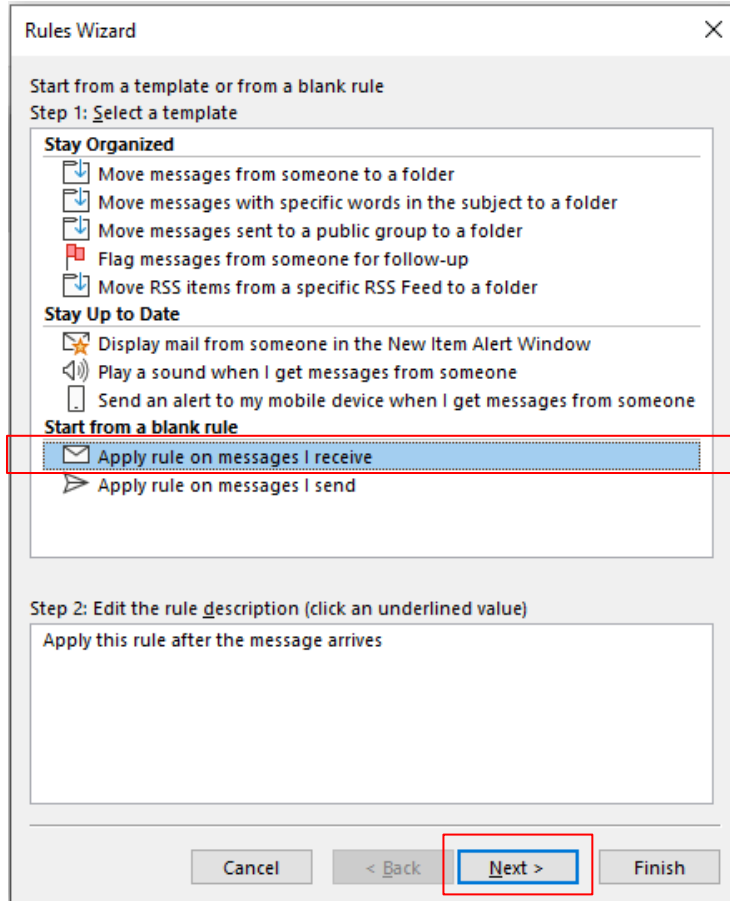 Rules Wizard
Start from a template or from a blank rule
Step 1: Select a template
Stay Organized
Move messages from someone to a folder
Move messages with specific words in the subject to a folder
Move messages sent to a public group to a folder
Flag messages from someone for follow-up
Move RSS items from a specific RSS Feed to a folder
Stay Up to Date
Display mail from someone in the New Item Alert Window
Play a sound when I get messages from someone
Send an alert to my mobile device when I get messages from someone
Start from a blank rule
Apply rule on messages I receive
Apply rule on messages I send
Step 2: Edit the rule description (click an underlined value)
Apply this rule after the message arrives
Cancel < Back Next > Finish